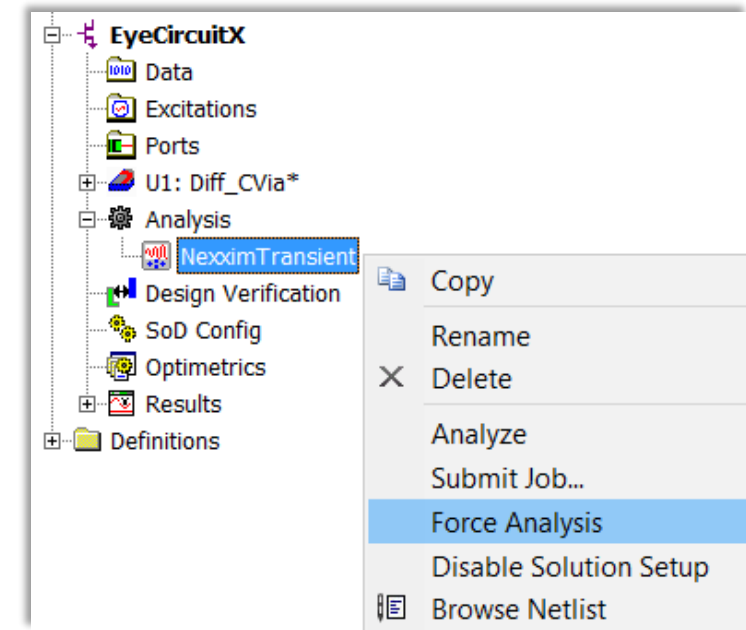 EyeCircuitX
Data
Excitations
Ports
U1: Diff_CVia*
Analysis
NexximTransient
Design Verification
SoD Config
Optimetrics
Results
Definitions
Copy
Rename
Delete
Analyze
Submit Job...
Force Analysis
Disable Solution Setup
Browse Netlist